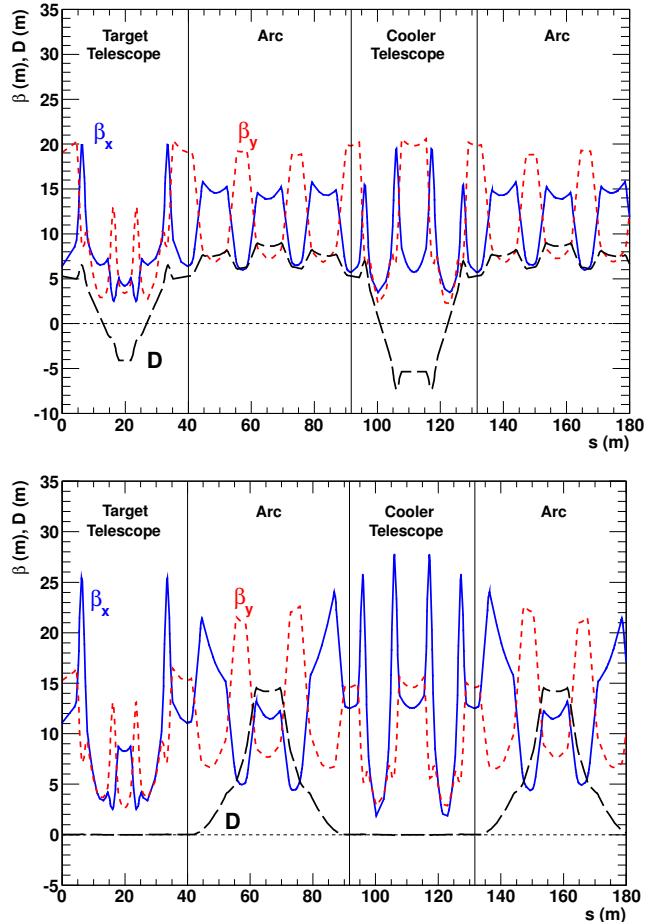 β (m), D (m)
35
30
25
20
15
10
5
0
-5
-10
Target
Telescope
Arc
Cooler
Telescope
Arc
βx
βy
D
0 20 40 60 80 100 120 140 160 180
s (m)
β (m), D (m)
35
30
25
20
15
10
5
0
-5
Target
Telescope
Arc
Cooler
Telescope
Arc
βx
βy
D
0 20 40 60 80 100 120 140 160 180
s (m)